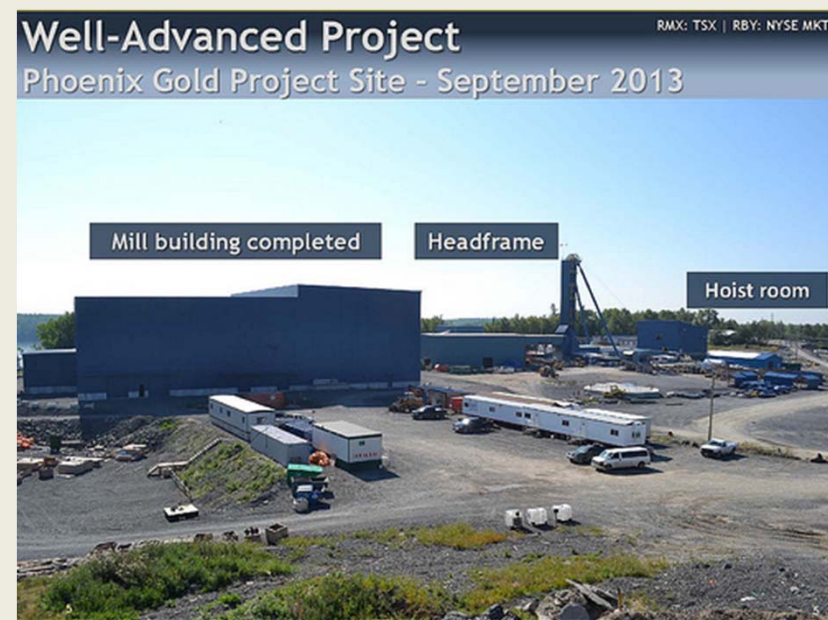 Well-Advanced Project
RMX: TSX | RBY: NYSE MKT
Phoenix Gold Project Site - September 2013
Mill building completed
Headframe
Hoist room
5